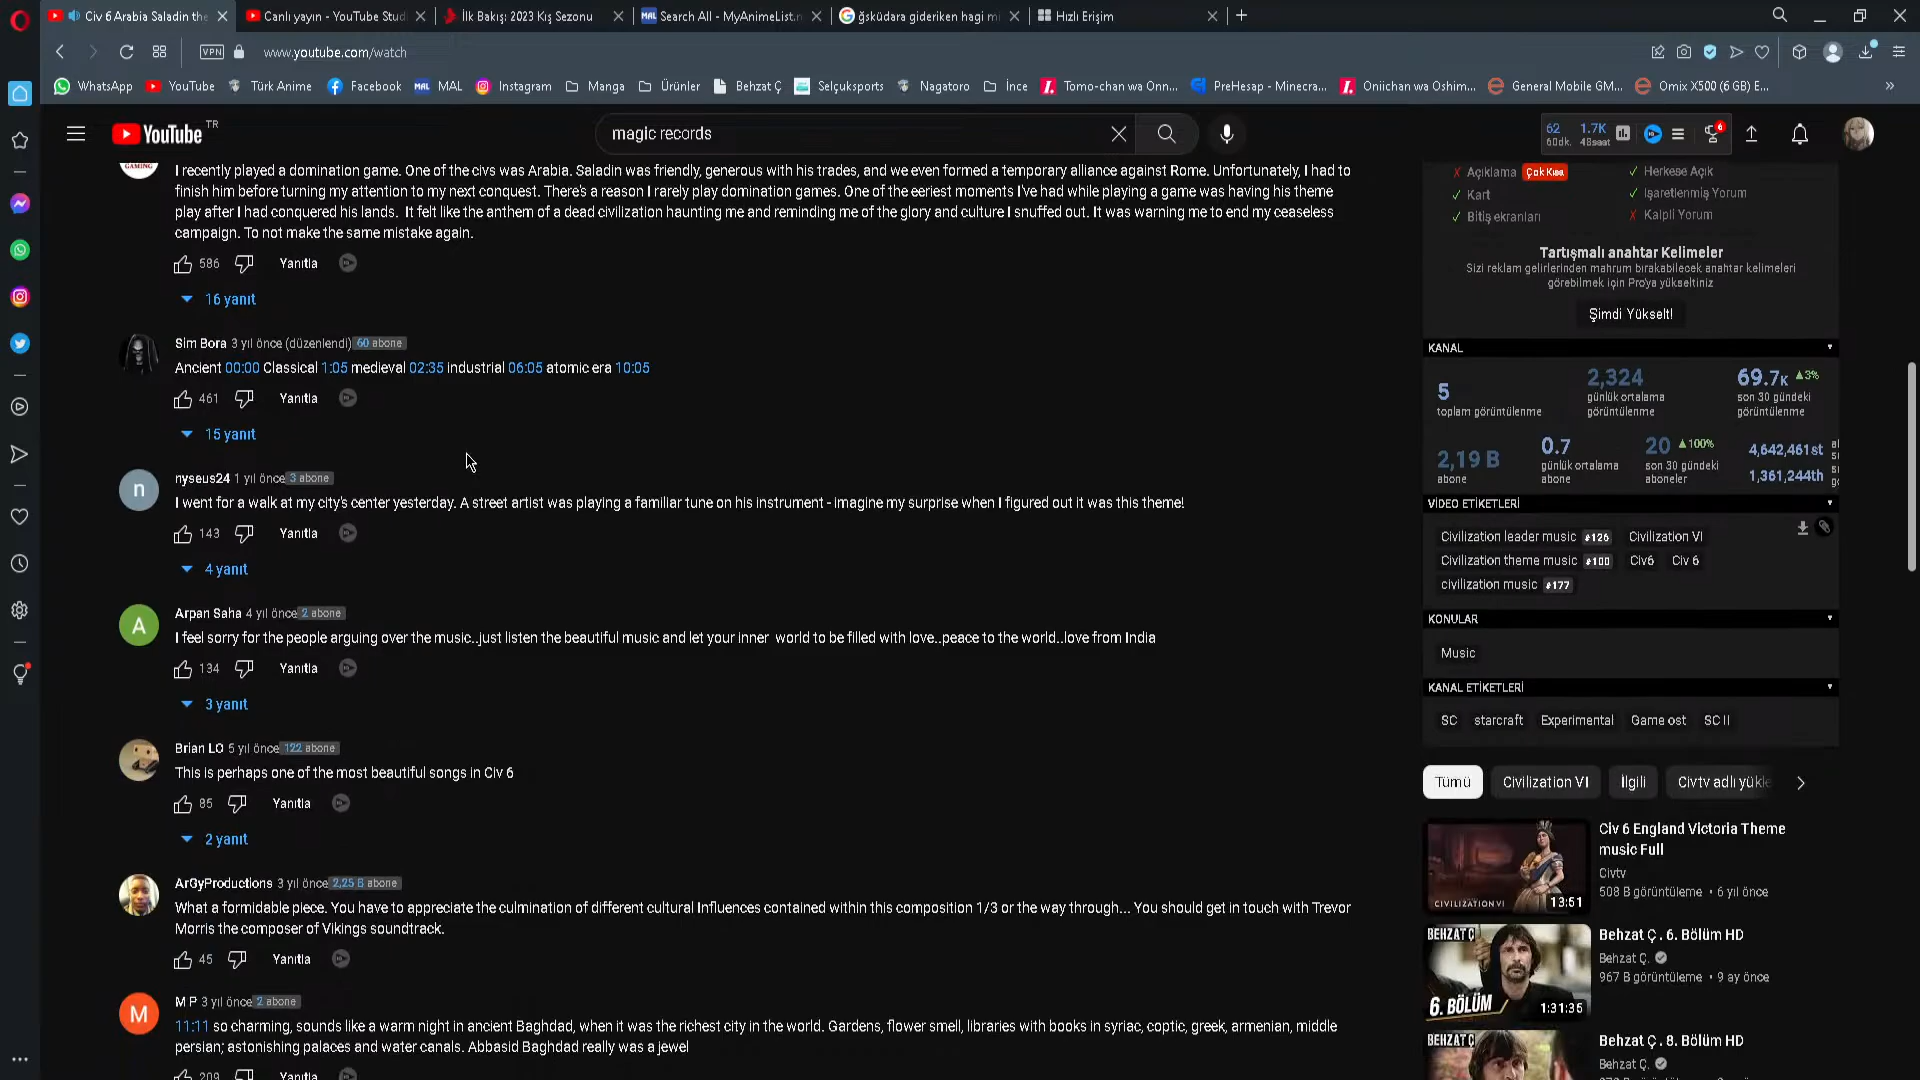 Civ 6 Arabia Saladin the
Canlı yayın - YouTube Stud
İlk Bakış: 2023 Kış Sezonu
MAL Search All - MyAnimeList.n
ğsküdara gideriken hagi m
Hızlı Erişim
VPN
www.youtube.com/watch
WhatsApp
YouTube
Türk Anime
Facebook
MAL MAL
Instagram
Manga
Ürünler
Behzat Ç
Selçuksports
Nagatoro
İnce
Tomo-chan wa Onn...
PreHesap - Minecra...
Oniichan wa Oshim...
General Mobile GM...
Omix X500 (6 GB) E...
YouTube TR
magic records
62 1.7K
60dk. 48saat
6
GAMING
I recently played a domination game. One of the civs was Arabia. Saladin was friendly, generous with his trades, and we even formed a temporary alliance against Rome. Unfortunately, I had to
finish him before turning my attention to my next conquest. There's a reason I rarely play domination games. One of the eeriest moments I've had while playing a game was having his theme
play after I had conquered his lands. It felt like the anthem of a dead civilization haunting me and reminding me of the glory and culture I snuffed out. It was warning me to end my ceaseless
campaign. To not make the same mistake again.
586 Yanıtla
16 yanıt
Sim Bora 3 yıl önce (düzenlendi) 60 abone
Ancient 00:00 Classical 1:05 medieval 02:35 industrial 06:05 atomic era 10:05
461 Yanıtla
15 yanıt
n
nyseus24 1 yıl önce 3 abone
I went for a walk at my city's center yesterday. A street artist was playing a familiar tune on his instrument - imagine my surprise when I figured out it was this theme!
143 Yanıtla
4 yanıt
A
Arpan Saha 4 yıl önce 2 abone
I feel sorry for the people arguing over the music..just listen the beautiful music and let your inner world to be filled with love..peace to the world..love from India
134 Yanıtla
3 yanıt
Brian LO 5 yıl önce 122 abone
This is perhaps one of the most beautiful songs in Civ 6
85 Yanıtla
2 yanıt
ArGyProductions 3 yıl önce 2,25 B abone
What a formidable piece. You have to appreciate the culmination of different cultural Influences contained within this composition 1/3 or the way through... You should get in touch with Trevor
Morris the composer of Vikings soundtrack.
45 Yanıtla
M
M P 3 yıl önce 2 abone
11:11 so charming, sounds like a warm night in ancient Baghdad, when it was the richest city in the world. Gardens, flower smell, libraries with books in syriac, coptic, greek, armenian, middle
persian; astonishing palaces and water canals. Abbasid Baghdad really was a jewel
209 Yanıtla
Açıklama Çok Kısa
Herkese Açık
Kart
İşaretlenmiş Yorum
Bitiş ekranları
Kalpli Yorum
Tartışmalı anahtar Kelimeler
Sizi reklam gelirlerinden mahrum bırakabilecek anahtar kelimeleri
görebilmek için Pro'ya yükseltiniz
Şimdi Yükselt!
KANAL
5
toplam görüntülenme
2,324
günlük ortalama
görüntülenme
69.7K ▲3%
son 30 gündeki
görüntülenme
2,19 B
abone
0.7
günlük ortalama
abone
20 ▲100%
son 30 gündeki
aboneler
4,642,461st
1,361,244th
VİDEO ETİKETLERİ
Civilization leader music #126 Civilization VI
Civilization theme music #100 Civ6 Civ 6
civilization music #177
KONULAR
Music
KANAL ETİKETLERİ
SC starcraft Experimental Game ost SC II
Tümü Civilization VI İlgili Civtv adlı yükle
CIVILIZATION VI
13:51
Civ 6 England Victoria Theme
music Full
Civtv
508 B görüntüleme • 6 yıl önce
BEHZAT Ç
6. BÖLÜM
1:31:35
Behzat Ç . 6. Bölüm HD
Behzat Ç.
967 B görüntüleme • 9 ay önce
BEHZAT Ç
Behzat Ç . 8. Bölüm HD
Behzat Ç.